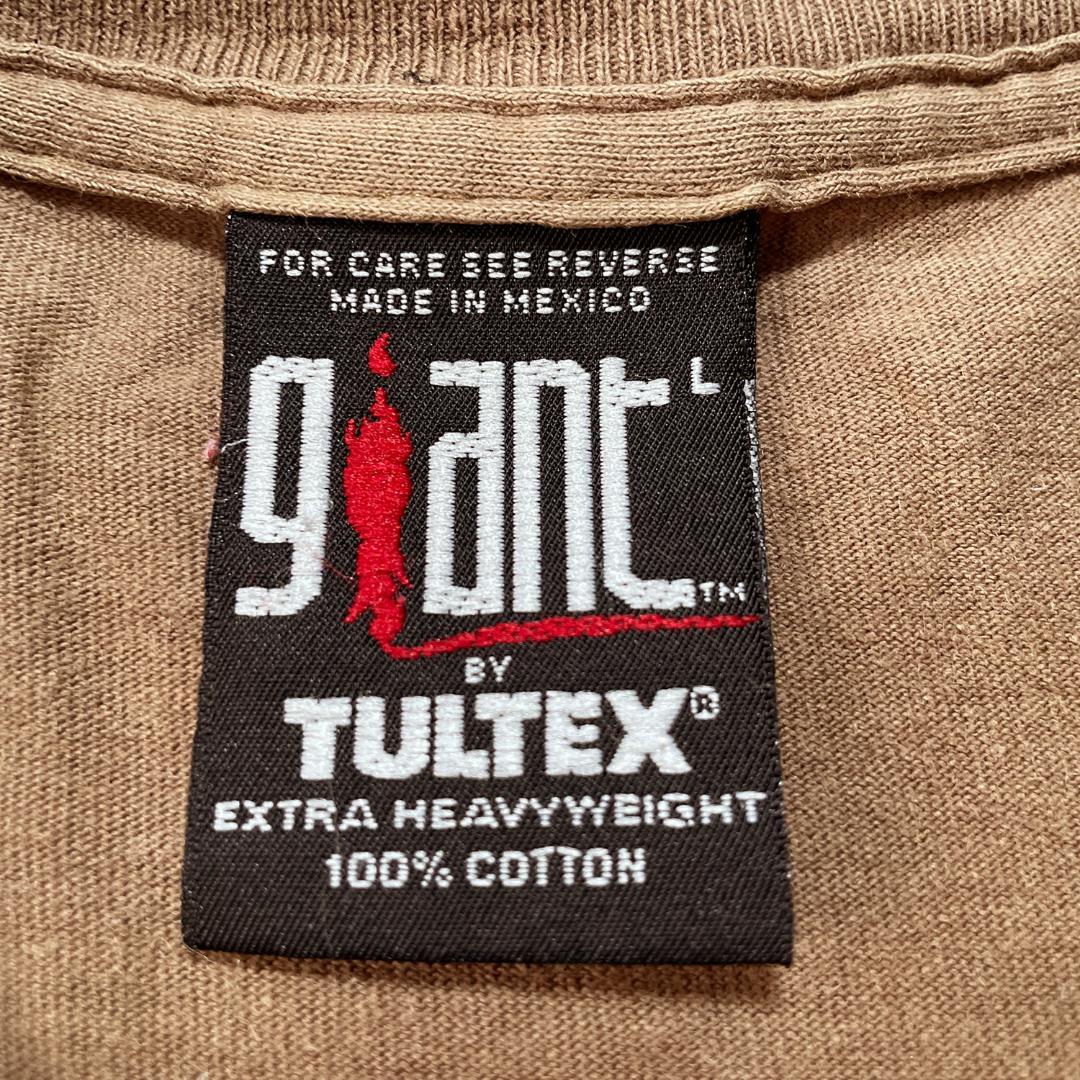 FOR CARE SEE REVERSE
MADE IN MEXICO
giant L
TM
BY
TULTEX®
EXTRA HEAVYWEIGHT
100% COTTON